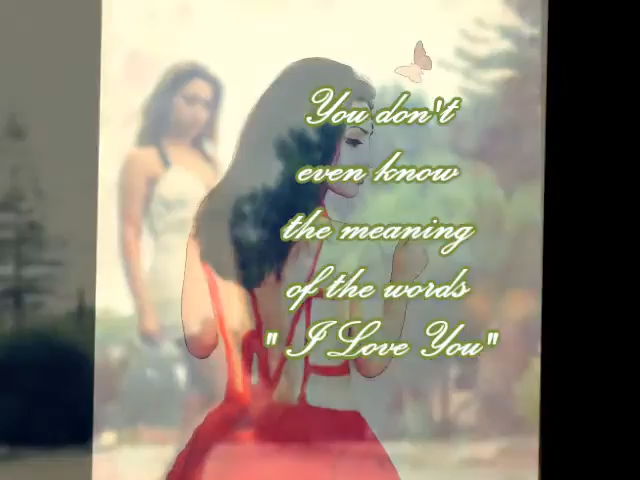 You don't
even know
the meaning
of the words
" I Love You"